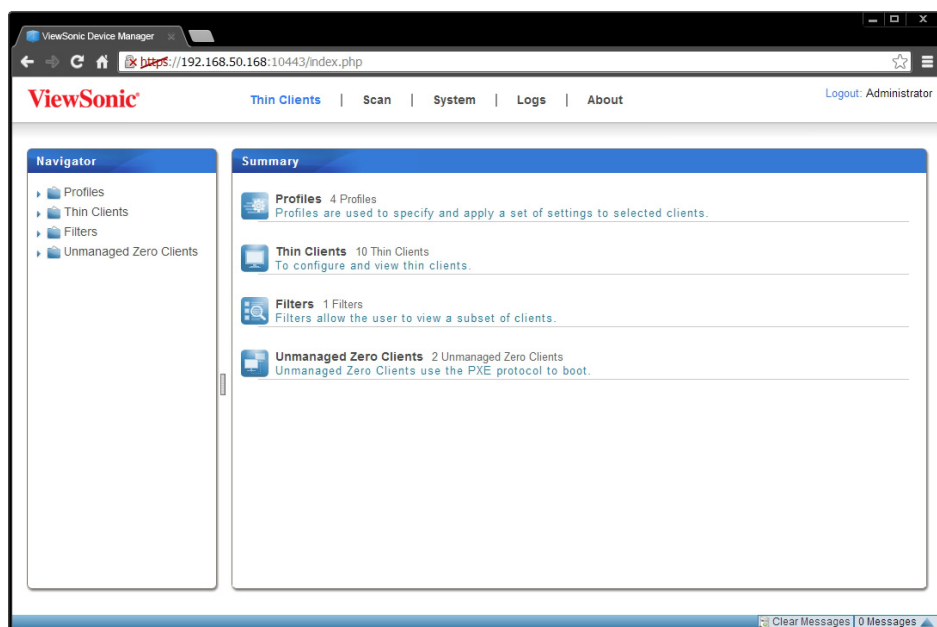 ViewSonic Device Manager
https://192.168.50.168:10443/index.php
ViewSonic®
Thin Clients | Scan | System | Logs | About
Logout: Administrator
Navigator
Profiles
Thin Clients
Filters
Unmanaged Zero Clients
Summary
Profiles 4 Profiles
Profiles are used to specify and apply a set of settings to selected clients.
Thin Clients 10 Thin Clients
To configure and view thin clients.
Filters 1 Filters
Filters allow the user to view a subset of clients.
Unmanaged Zero Clients 2 Unmanaged Zero Clients
Unmanaged Zero Clients use the PXE protocol to boot.
Clear Messages | 0 Messages